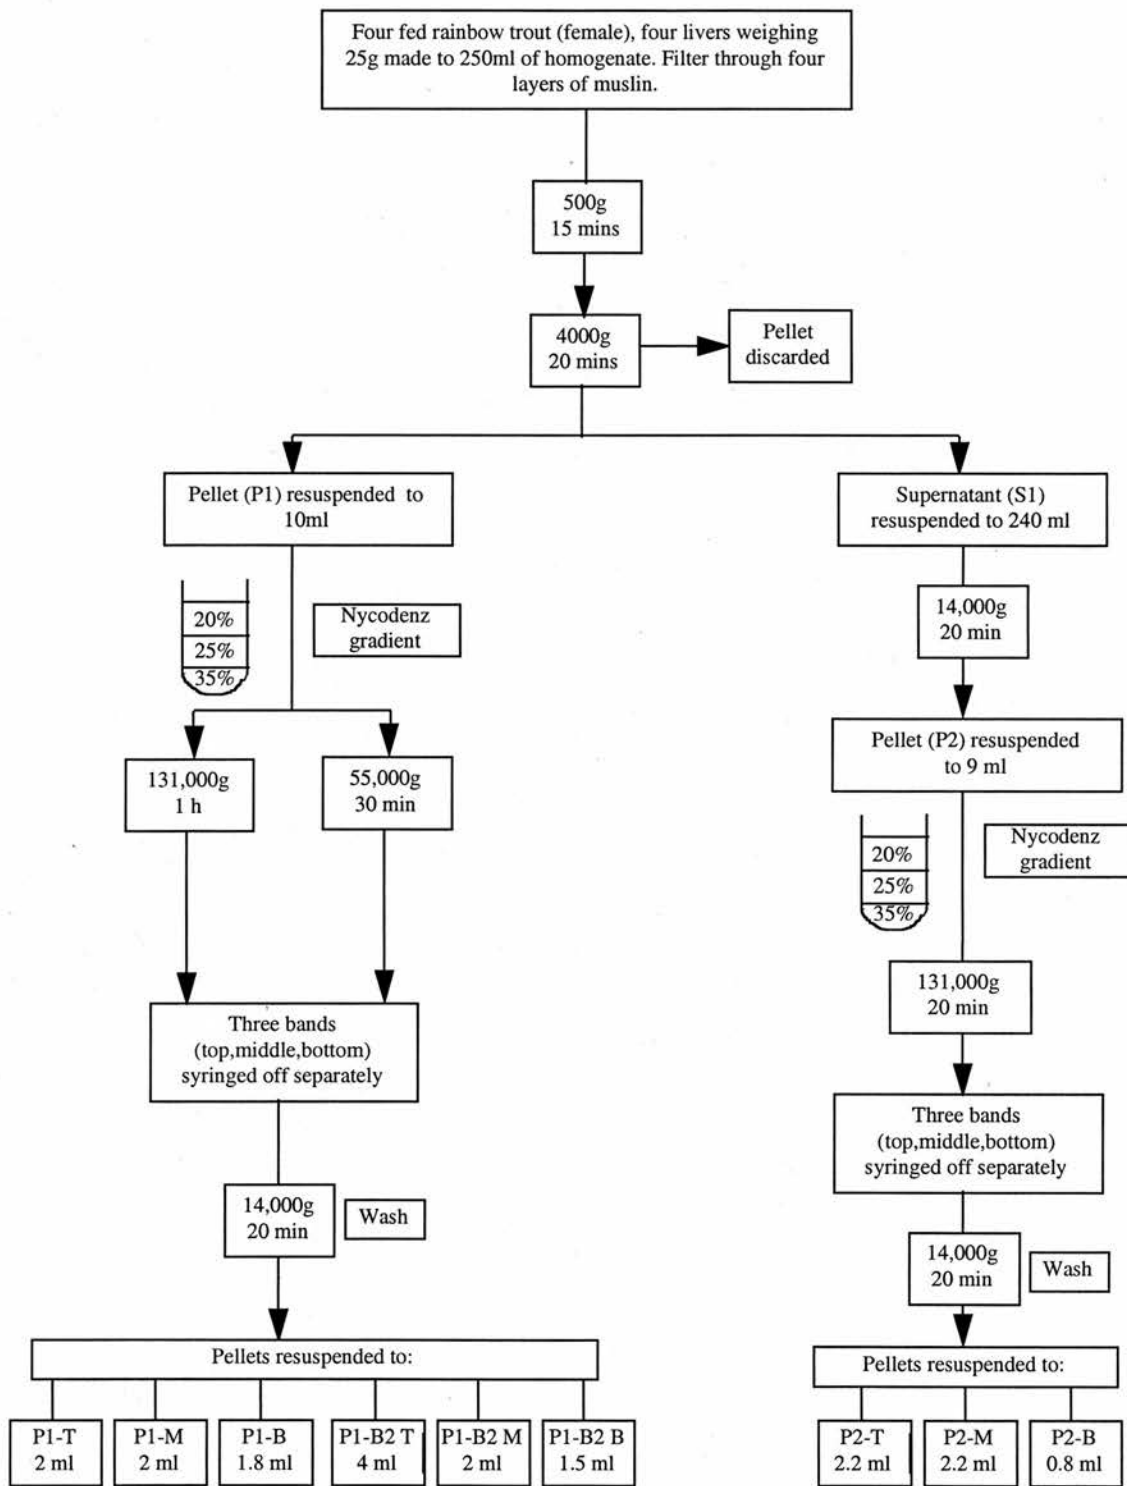 Four fed rainbow trout (female), four livers weighing
25g made to 250ml of homogenate. Filter through four
layers of muslin.
500g
15 mins
4000g
20 mins
Pellet
discarded
Pellet (P1) resuspended to
10ml
Supernatant (S1)
resuspended to 240 ml
20%
25%
35%
Nycodenz
gradient
14,000g
20 min
131,000g
1 h
55,000g
30 min
Pellet (P2) resuspended
to 9 ml
20%
25%
35%
Nycodenz
gradient
131,000g
20 min
Three bands
(top,middle,bottom)
syringed off separately
Three bands
(top,middle,bottom)
syringed off separately
14,000g
20 min
Wash
14,000g
20 min
Wash
Pellets resuspended to:
P1-T
2 ml
P1-M
2 ml
P1-B
1.8 ml
P1-B2 T
4 ml
P1-B2 M
2 ml
P1-B2 B
1.5 ml
Pellets resuspended to:
P2-T
2.2 ml
P2-M
2.2 ml
P2-B
0.8 ml